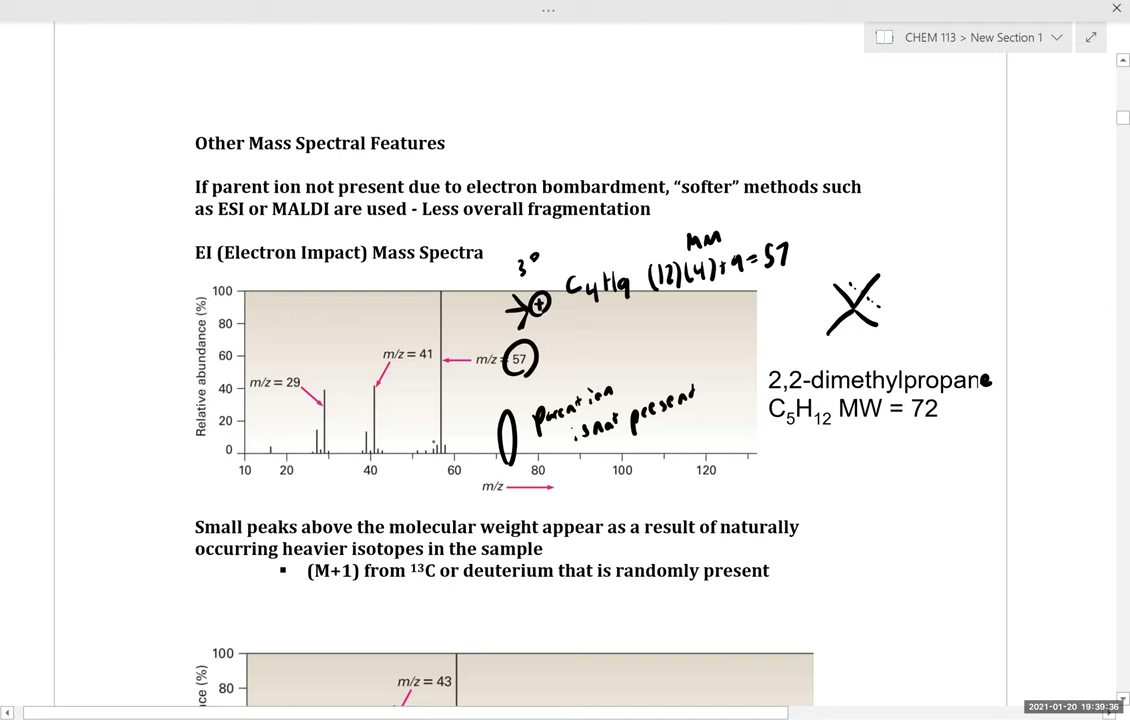 CHEM 113 > New Section 1
Other Mass Spectral Features
If parent ion not present due to electron bombardment, “softer” methods such
as ESI or MALDI are used - Less overall fragmentation
EI (Electron Impact) Mass Spectra
3° C4H9 (12)(4)+9=57
MM
+
Relative abundance (%)
100
80
60
40
20
0
m/z = 29
m/z = 41
m/z = 57
parent ion
is not present
10 20 40 60 80 100 120
m/z
2,2-dimethylpropane
C5H12 MW = 72
Small peaks above the molecular weight appear as a result of naturally
occurring heavier isotopes in the sample
▪ (M+1) from ¹³C or deuterium that is randomly present
100
80
m/z = 43
nce (%)
2021-01-20 19:39:36